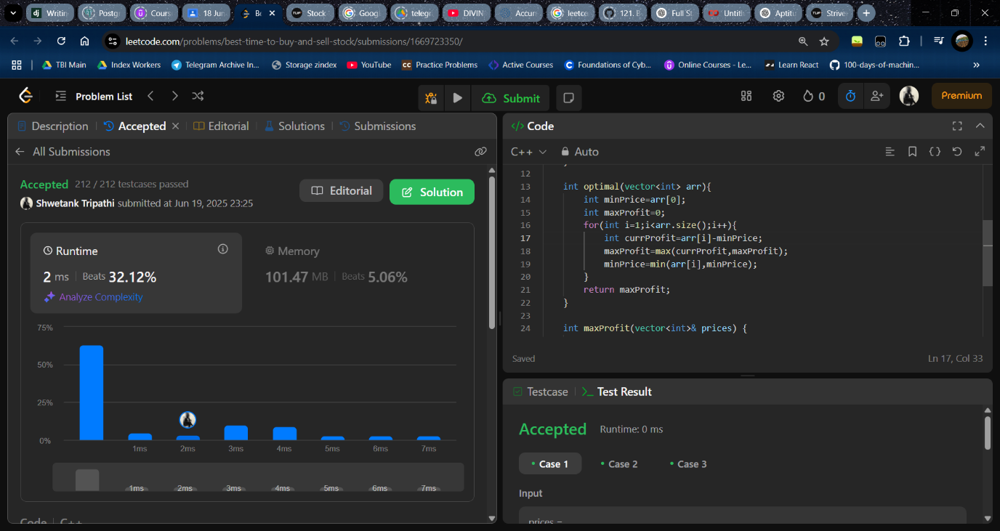 Writing
Postgr
Cours
18 Jun
Be
Stock
Goog
telegr
DIVIN
Accur
leetco
121. B
Full St
Untitl
Aptitu
Strive
leetcode.com/problems/best-time-to-buy-and-sell-stock/submissions/1669723350/
TBI Main
Index Workers
Telegram Archive In...
Storage zindex
YouTube
CC Practice Problems
Active Courses
Foundations of Cyb...
Online Courses - Le...
Learn React
100-days-of-machin...
Problem List
Submit
0
Premium
Description
Accepted
Editorial
Solutions
Submissions
All Submissions
Accepted 212 / 212 testcases passed
Shwetank Tripathi submitted at Jun 19, 2025 23:25
Editorial
Solution
Runtime
2 ms Beats 32.12%
Analyze Complexity
Memory
101.47 MB Beats 5.06%
75%
50%
25%
0%
1ms 2ms 3ms 4ms 5ms 6ms 7ms
1ms 2ms 3ms 4ms 5ms 6ms 7ms
Code C++
</> Code
C++ Auto
12
13 int optimal(vector<int> arr){
14 int minPrice=arr[0];
15 int maxProfit=0;
16 for(int i=1;i<arr.size();i++){
17 int currProfit=arr[i]-minPrice;
18 maxProfit=max(currProfit,maxProfit);
19 minPrice=min(arr[i],minPrice);
20 }
21 return maxProfit;
22 }
23
24 int maxProfit(vector<int>& prices) {
Saved
Ln 17, Col 33
Testcase
Test Result
Accepted Runtime: 0 ms
Case 1
Case 2
Case 3
Input
prices =